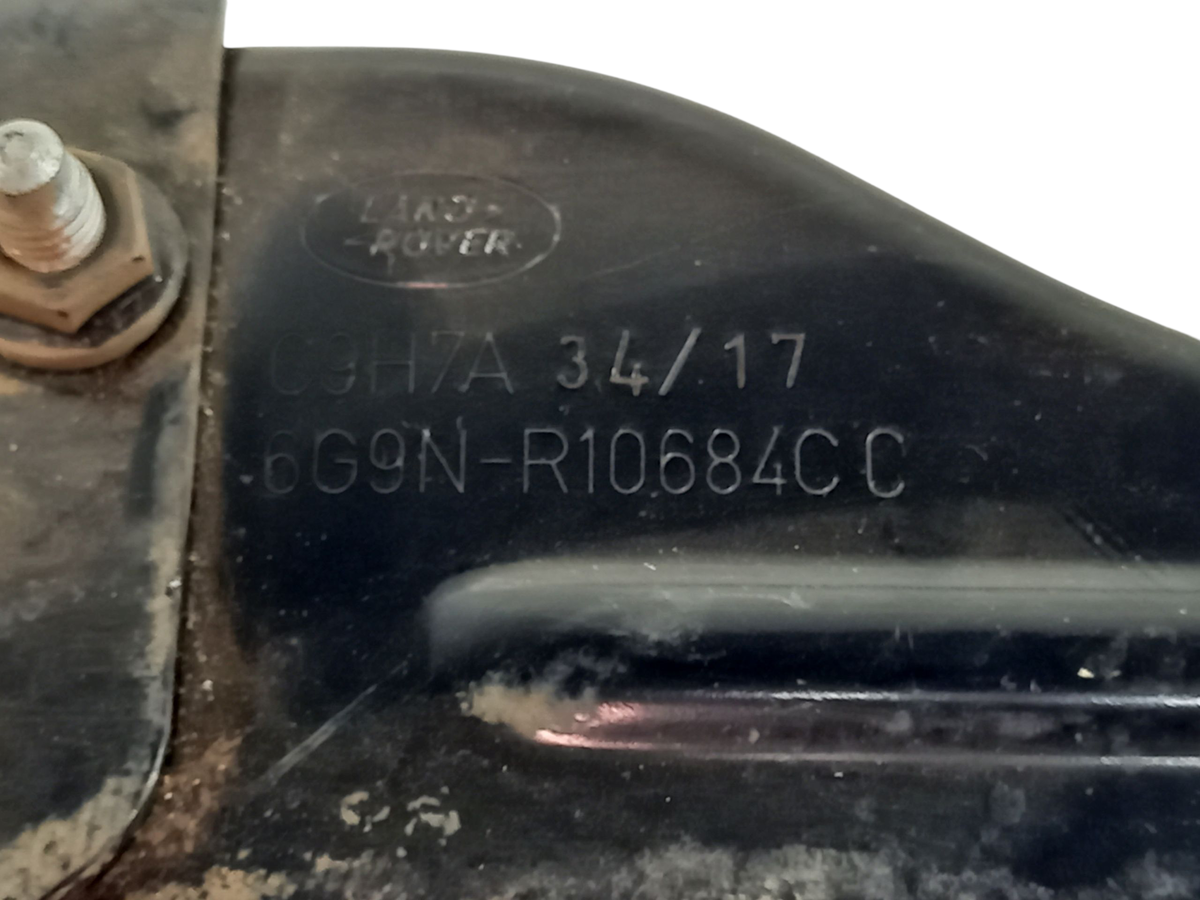 LAND-
-ROVER
C9H7A 34/17
6G9N-R10684CC